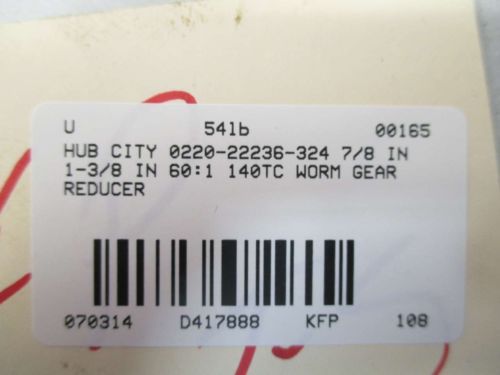 U 54lb 00165
HUB CITY 0220-22236-324 7/8 IN
1-3/8 IN 60:1 140TC WORM GEAR
REDUCER
070314 D417888 KFP 108